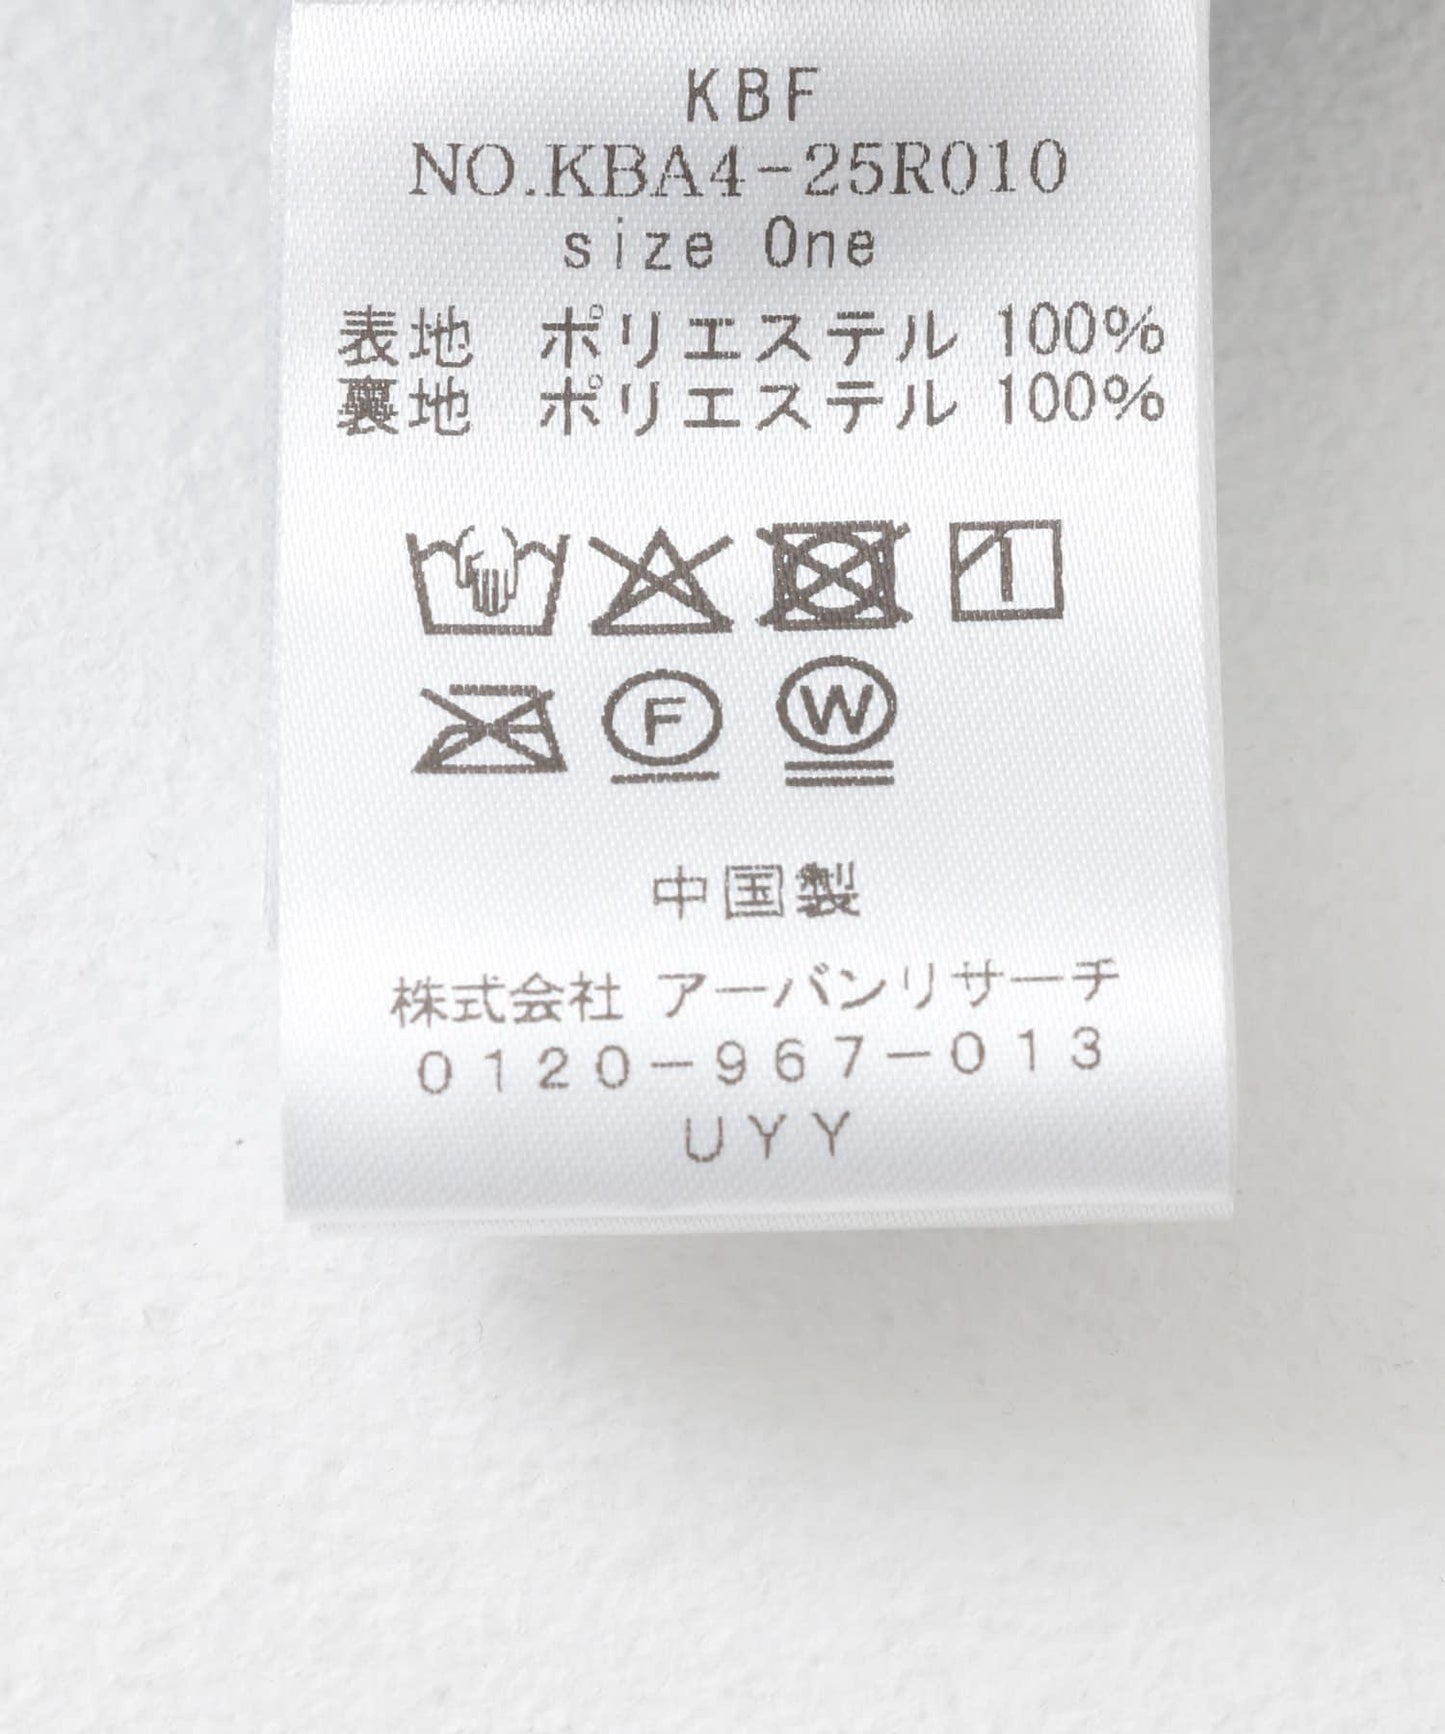 KBF
NO.KBA4-25R010
size One
表地 ポリエステル 100%
裏地 ポリエステル 100%
F
W
中国製
株式会社 アーバンリサーチ
0120-967-013
UYY